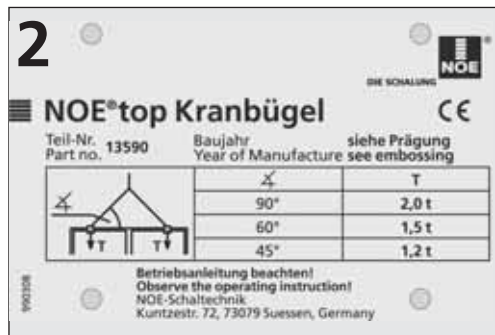 2
NOE®
DIE SCHALUNG
NOE®top Kranbügel CE
Teil-Nr. 13590 Baujahr siehe Prägung
Part no. Year of Manufacture see embossing
∡ T
90° 2,0 t
∡ 60° 1,5 t
T T 45° 1,2 t
Betriebsanleitung beachten!
Observe the operating instruction!
NOE-Schaltechnik
Kuntzestr. 72, 73079 Suessen, Germany